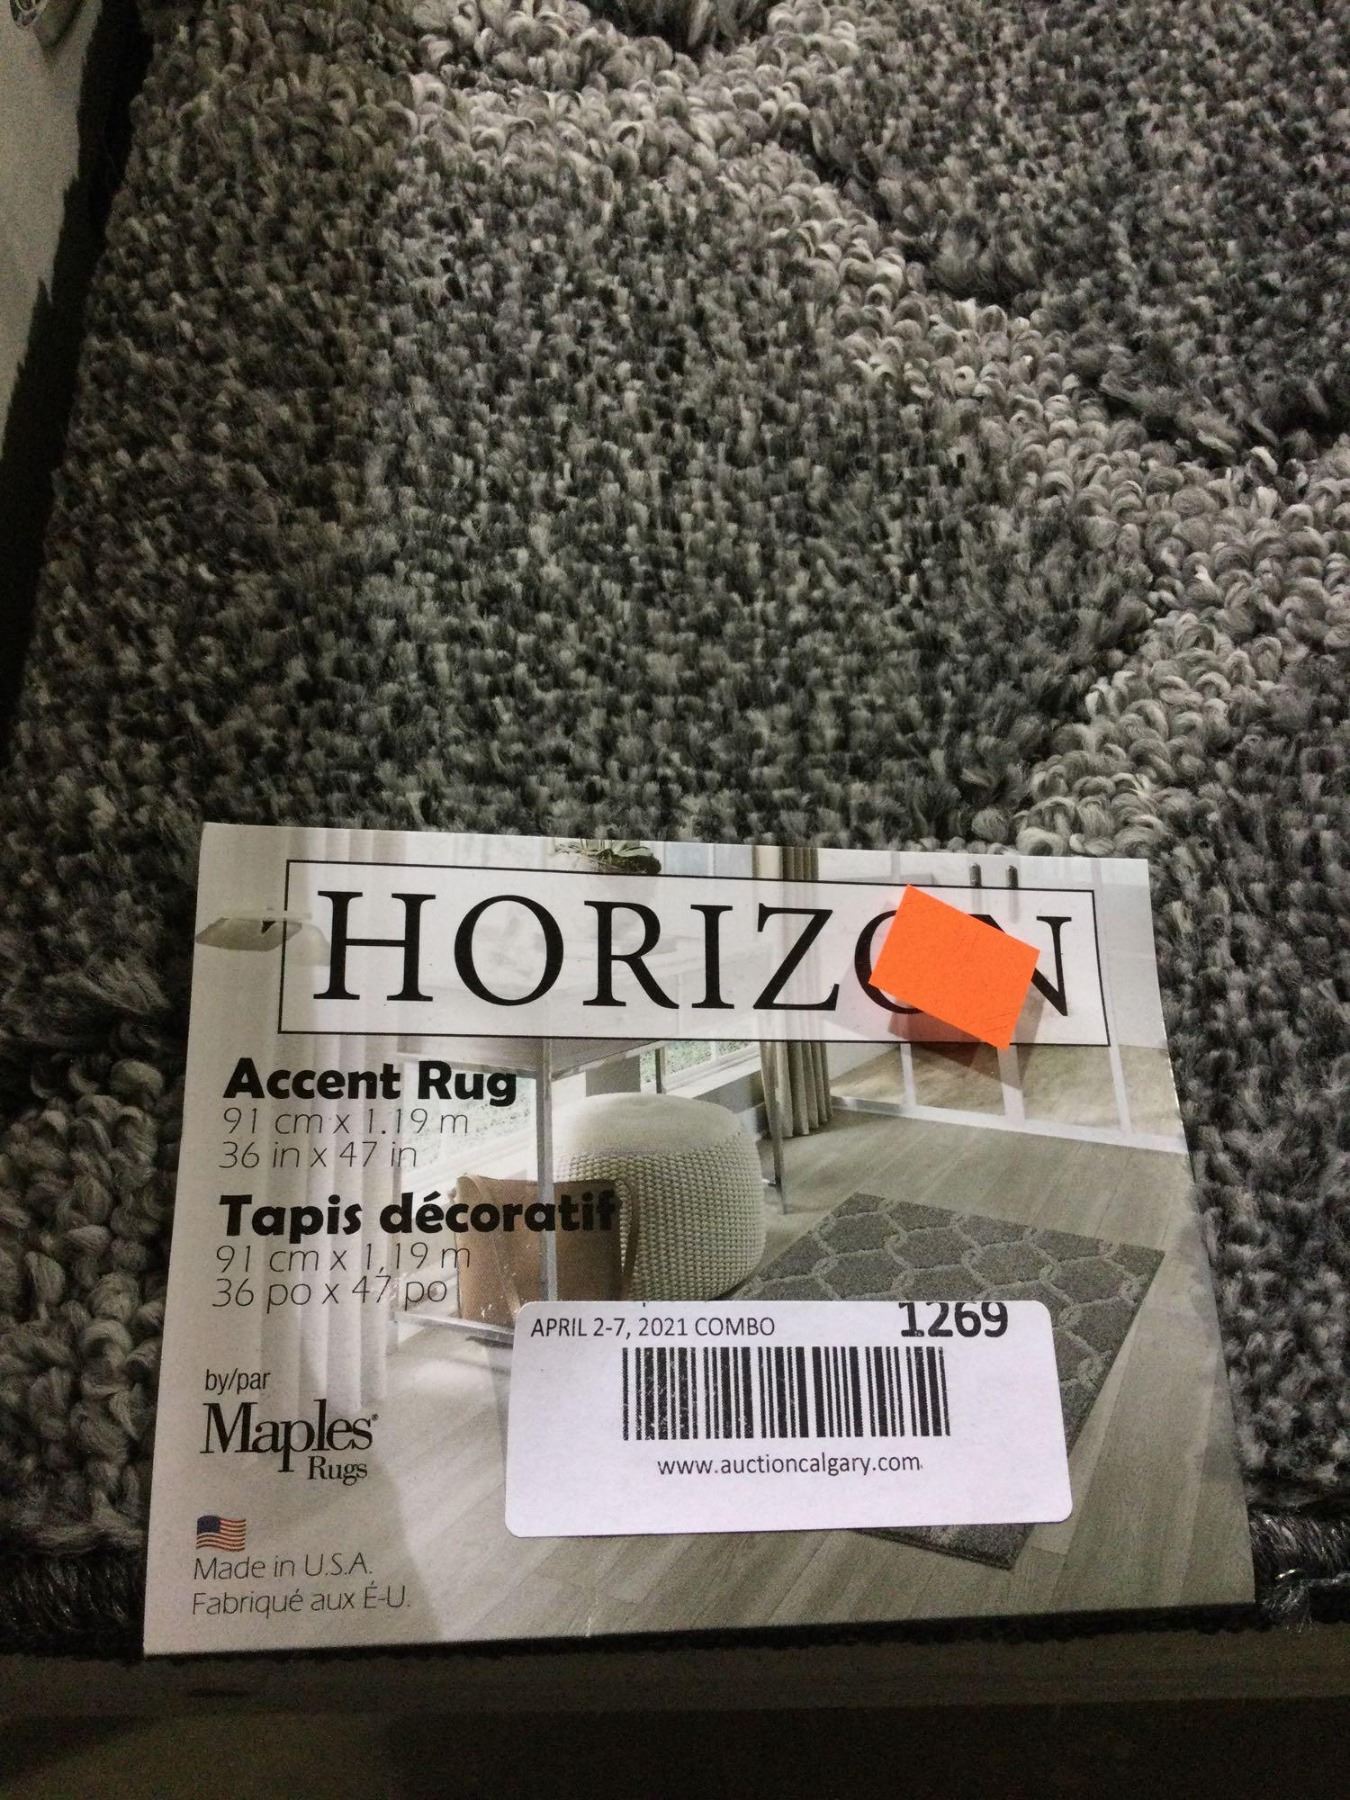 HORIZON
Accent Rug
91 cm x 1.19 m
36 in x 47 in
Tapis décoratif
91 cm x 1,19 m
36 po x 47 po
by/par
Maples®
Rugs
Made in U.S.A.
Fabriqué aux É-U.
APRIL 2-7, 2021 COMBO 1269
www.auctioncalgary.com